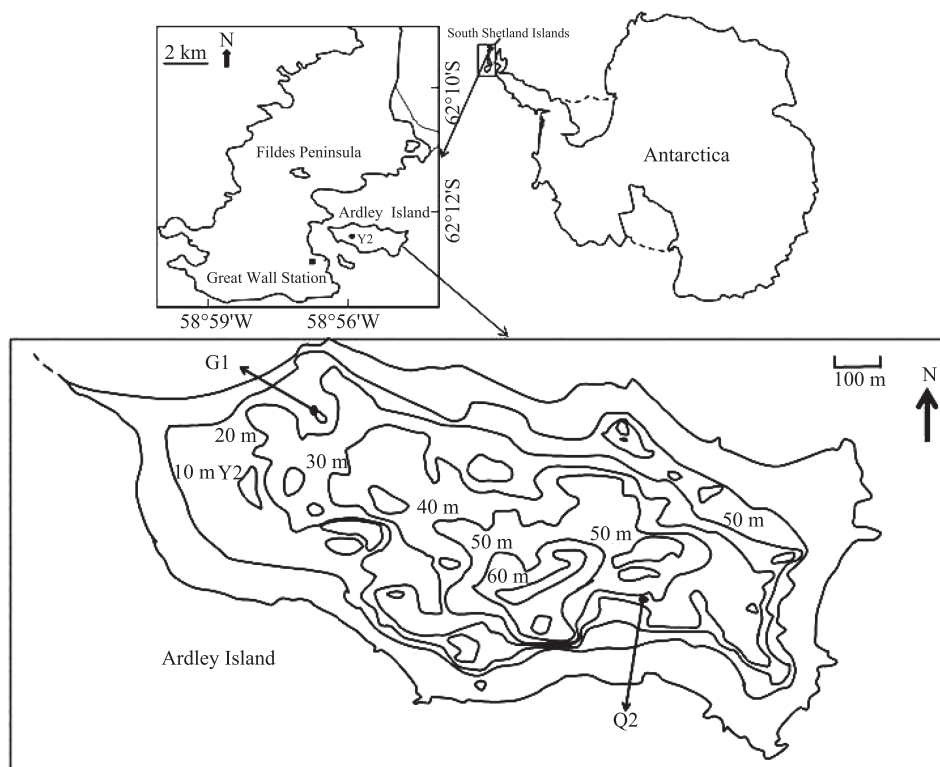 South Shetland Islands
2 km
N
62°10'S
Fildes Peninsula
Antarctica
Ardley Island
62°12'S
Y2
Great Wall Station
58°59'W
58°56'W
G1
100 m
N
20 m
30 m
10 m Y2
40 m
50 m
50 m
50 m
60 m
Ardley Island
Q2